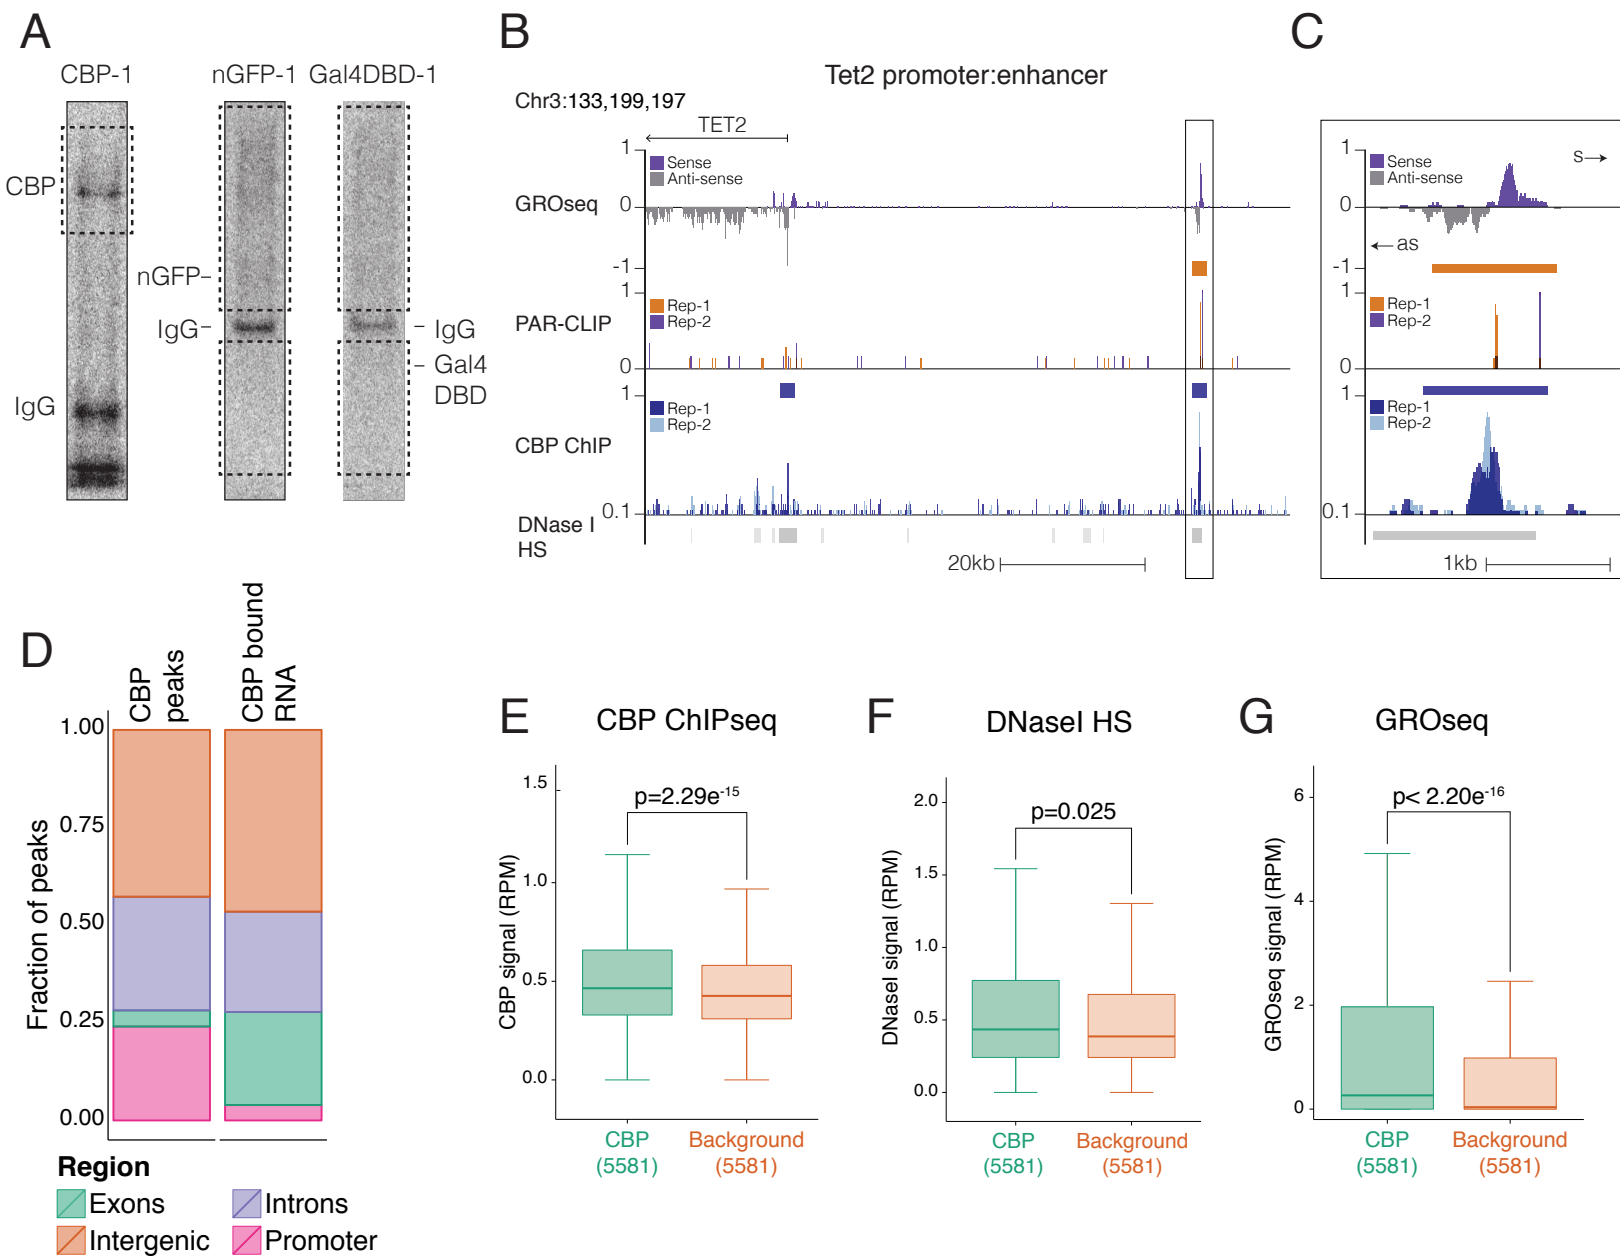 A
CBP-1
nGFP-1
Gal4DBD-1
CBP
nGFP-
IgG-
- IgG
- Gal4
DBD
IgG
B
Tet2 promoter:enhancer
Chr3:133,199,197
TET2
1
Sense
Anti-sense
GROseq
0
-1
1
Rep-1
Rep-2
PAR-CLIP
0
1
Rep-1
Rep-2
CBP ChIP
0.1
DNase I
HS
20kb
C
1
Sense
Anti-sense
s
0
as
-1
1
Rep-1
Rep-2
0
1
Rep-1
Rep-2
0.1
1kb
D
CBP
peaks
CBP bound
RNA
Fraction of peaks
1.00
0.75
0.50
0.25
0.00
Region
Exons
Introns
Intergenic
Promoter
E
CBP ChIPseq
CBP signal (RPM)
1.5
1.0
0.5
0.0
p=2.29e-15
CBP
(5581)
Background
(5581)
F
DNaseI HS
DNaseI signal (RPM)
2.0
1.5
1.0
0.5
0.0
p=0.025
CBP
(5581)
Background
(5581)
G
GROseq
GROseq signal (RPM)
6
4
2
0
p< 2.20e-16
CBP
(5581)
Background
(5581)